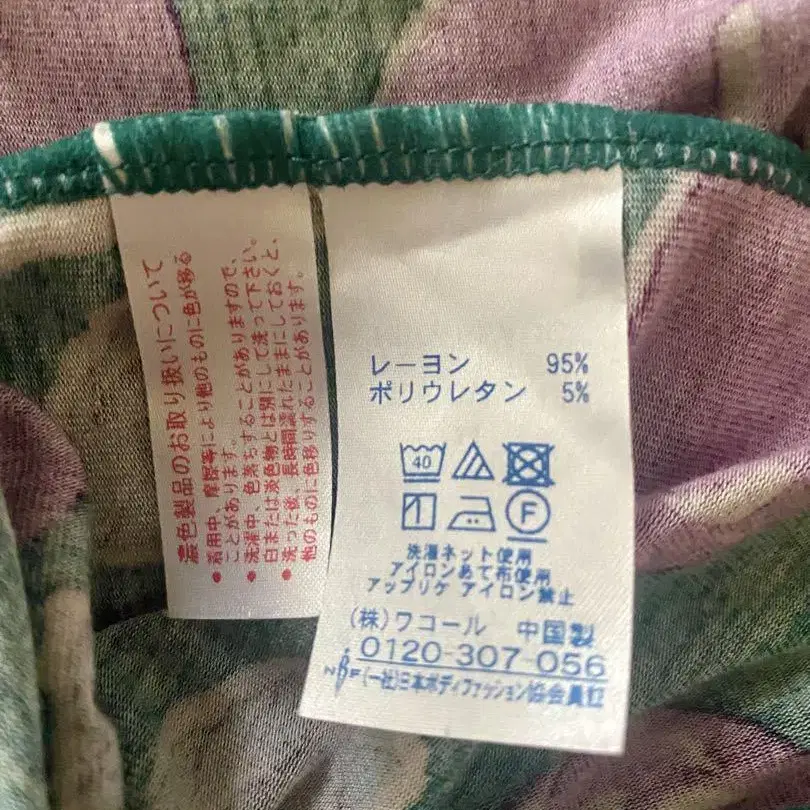 濃色製品のお取り扱いについて
●着用中、摩擦等により他のものに色が移る
ことがあります。
●洗濯中、色落ちすることがありますので、
白または淡色物とは別にして洗って下さい。
●洗った後、長時間濡れたままにしておくと、
他のものに色移りすることがあります。
レーヨン 95%
ポリウレタン 5%
40
F
洗濯ネット使用
アイロンあて布使用
アップリケ アイロン禁止
(株)ワコール 中国製
0120-307-056
(一社)日本ボディファッション協会員証